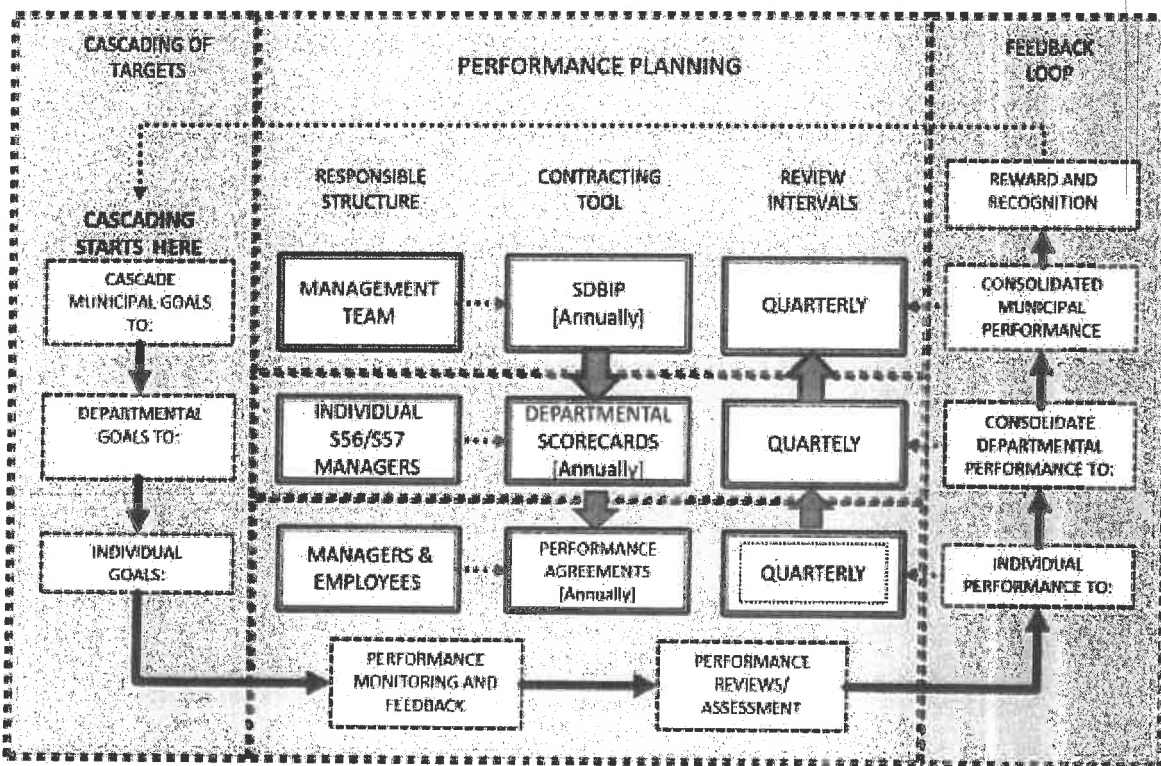 CASCADING OF
TARGETS
PERFORMANCE PLANNING
FEEDBACK
LOOP
RESPONSIBLE
STRUCTURE
CONTRACTING
TOOL
REVIEW
INTERVALS
REWARD AND
RECOGNITION
CASCADING
STARTS HERE
CASCADE
MUNICIPAL GOALS
TO:
MANAGEMENT
TEAM
SDBIP
[Annually]
QUARTERLY
CONSOLIDATED
MUNICIPAL
PERFORMANCE
DEPARTMENTAL
GOALS TO:
INDIVIDUAL
S56/S57
MANAGERS
DEPARTMENTAL
SCORECARDS
[Annually]
QUARTELY
CONSOLIDATE
DEPARTMENTAL
PERFORMANCE TO:
INDIVIDUAL
GOALS:
MANAGERS &
EMPLOYEES
PERFORMANCE
AGREEMENTS
[Annually]
QUARTERLY
INDIVIDUAL
PERFORMANCE TO:
PERFORMANCE
MONITORING AND
FEEDBACK
PERFORMANCE
REVIEWS/
ASSESSMENT